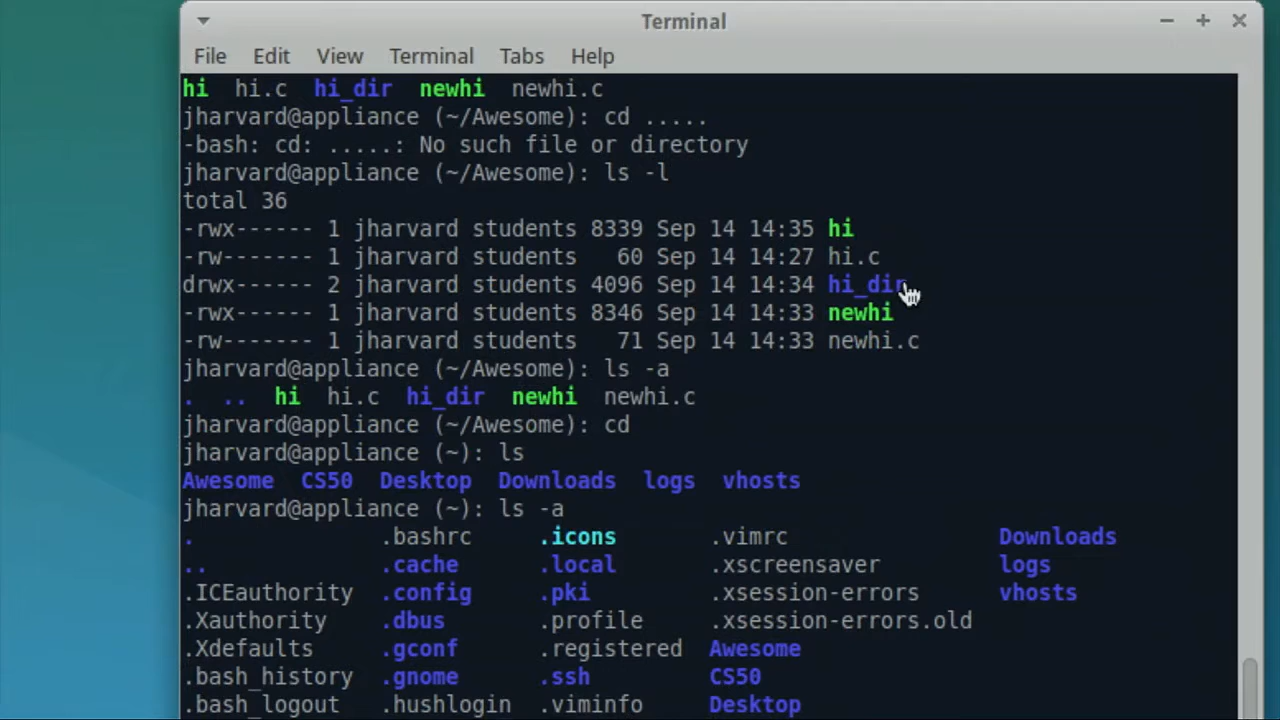 Terminal
File Edit View Terminal Tabs Help
hi hi.c hi_dir newhi newhi.c
jharvard@appliance (~/Awesome): cd .....
-bash: cd: .....: No such file or directory
jharvard@appliance (~/Awesome): ls -l
total 36
-rwx------ 1 jharvard students 8339 Sep 14 14:35 hi
-rw------- 1 jharvard students 60 Sep 14 14:27 hi.c
drwx------ 2 jharvard students 4096 Sep 14 14:34 hi_dir
-rwx------ 1 jharvard students 8346 Sep 14 14:33 newhi
-rw------- 1 jharvard students 71 Sep 14 14:33 newhi.c
jharvard@appliance (~/Awesome): ls -a
. .. hi hi.c hi_dir newhi newhi.c
jharvard@appliance (~/Awesome): cd
jharvard@appliance (~): ls
Awesome CS50 Desktop Downloads logs vhosts
jharvard@appliance (~): ls -a
. .bashrc .icons .vimrc Downloads
.. .cache .local .xscreensaver logs
.ICEauthority .config .pki .xsession-errors vhosts
.Xauthority .dbus .profile .xsession-errors.old
.Xdefaults .gconf .registered Awesome
.bash_history .gnome .ssh CS50
.bash_logout .hushlogin .viminfo Desktop